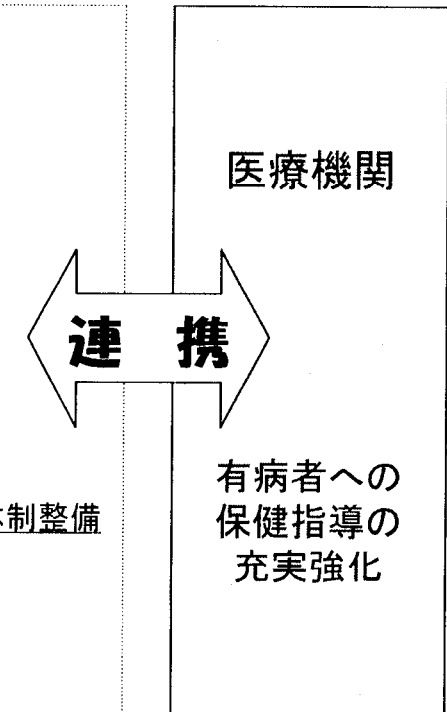 医療機関
連 携
制整備
有病者への
保健指導の
充実強化